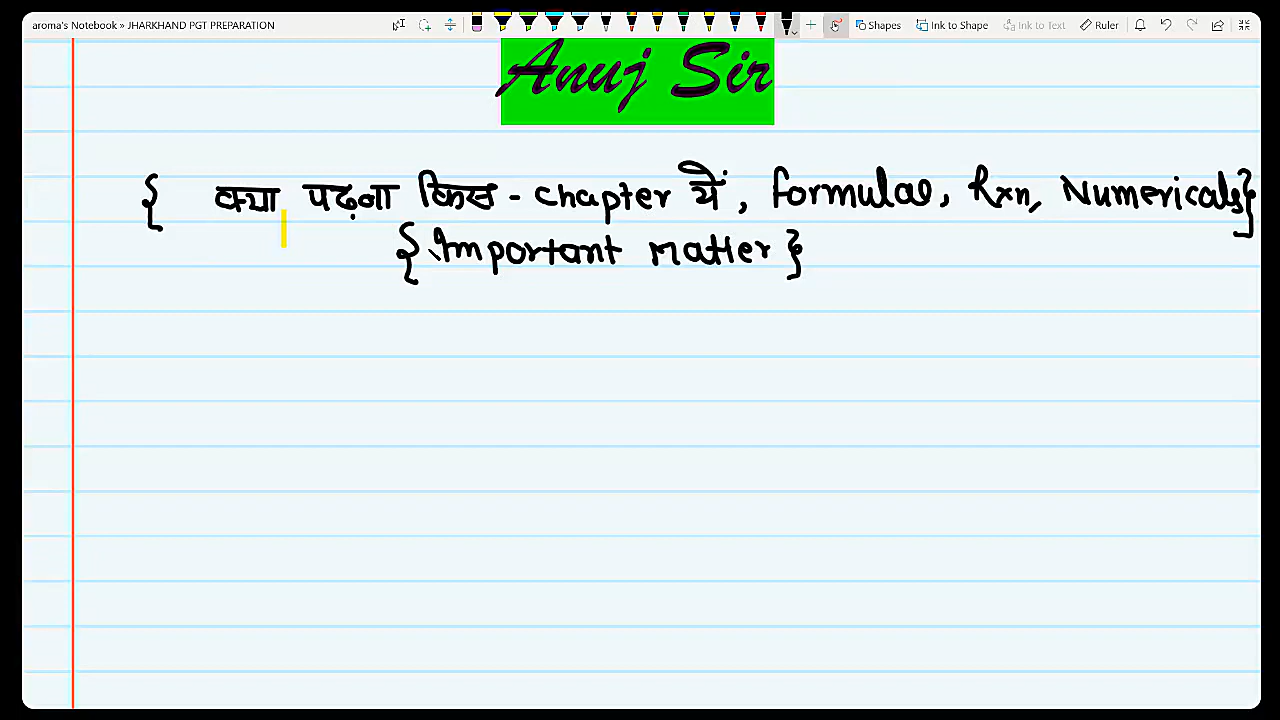 aroma's Notebook » JHARKHAND PGT PREPARATION Shapes Ink to Shape Ink to Text Ruler
Anuj Sir
{ क्या पढ़ना किस - chapter में, formulae, Rxn, Numericals}
{Important Matter}